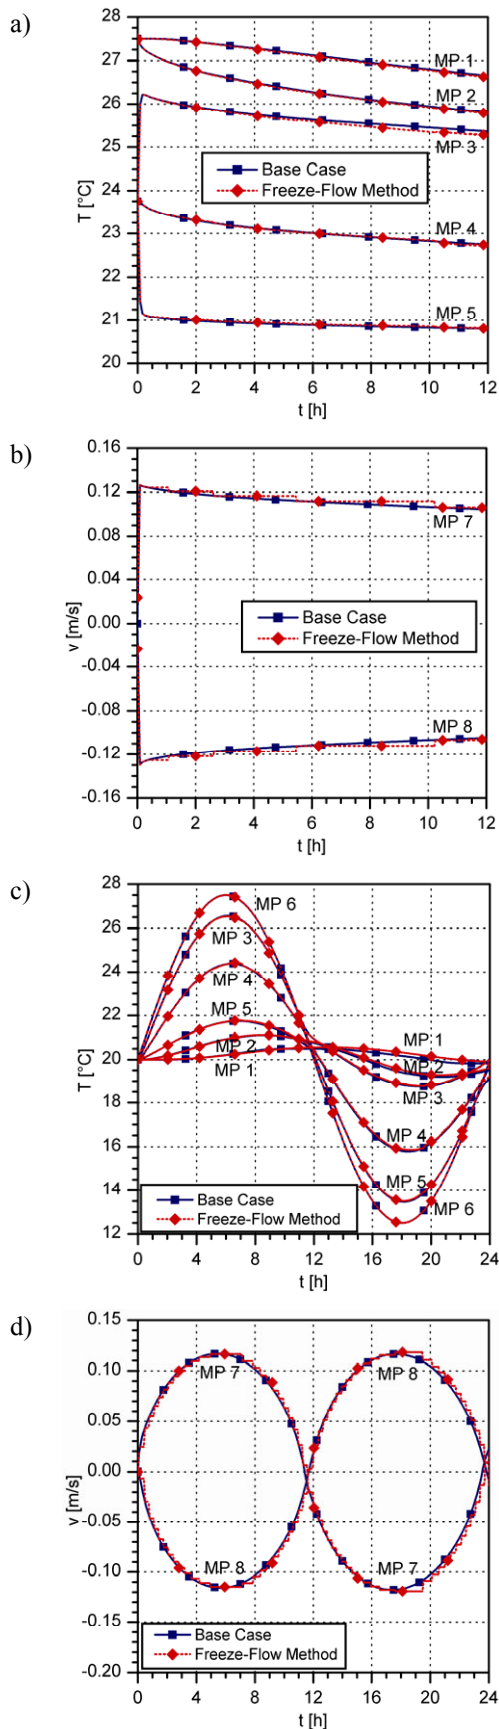 a)
28
27
26
25
24
23
22
21
20
T [°C]
MP 1
MP 2
MP 3
Base Case
Freeze-Flow Method
MP 4
MP 5
0 2 4 6 8 10 12
t [h]
b)
0.16
0.12
0.08
0.04
0.00
-0.04
-0.08
-0.12
-0.16
v [m/s]
MP 7
Base Case
Freeze-Flow Method
MP 8
0 2 4 6 8 10 12
t [h]
c)
28
26
24
22
20
18
16
14
12
T [°C]
MP 6
MP 3
MP 4
MP 5
MP 2
MP 1
MP 1
MP 2
MP 3
MP 4
MP 5
MP 6
Base Case
Freeze-Flow Method
0 4 8 12 16 20 24
t [h]
d)
0.15
0.10
0.05
0.00
-0.05
-0.10
-0.15
-0.20
v [m/s]
MP 7 MP 8
MP 8 MP 7
Base Case
Freeze-Flow Method
0 4 8 12 16 20 24
t [h]